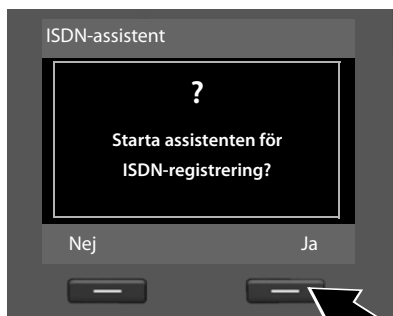 ISDN-assistent
?
Starta assistenten för
ISDN-registrering?
Nej Ja